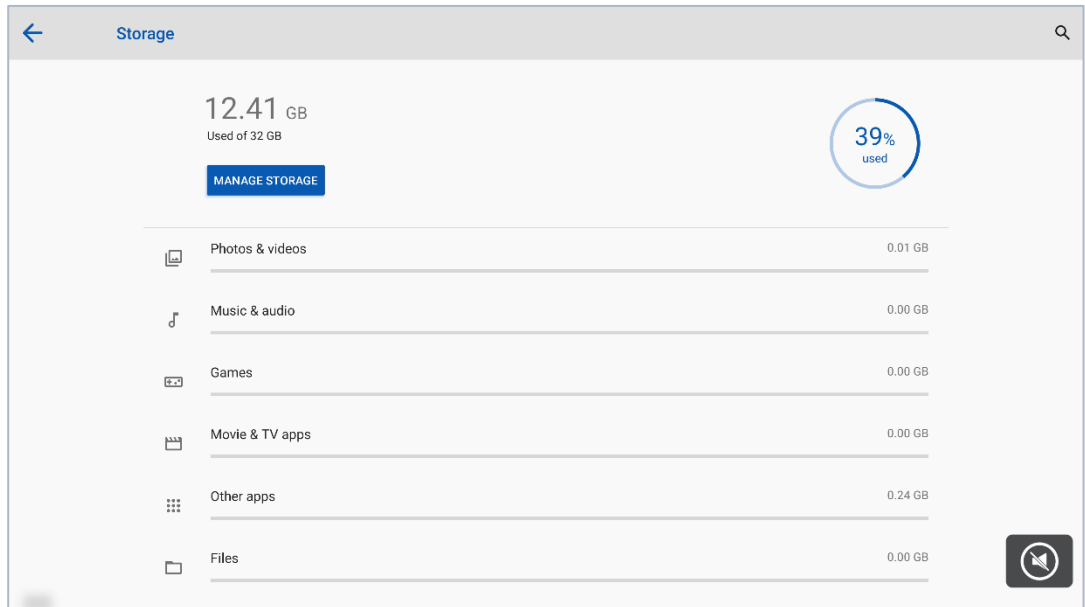 Storage
12.41 GB
Used of 32 GB
39%
used
MANAGE STORAGE
Photos & videos
0.01 GB
Music & audio
0.00 GB
Games
0.00 GB
Movie & TV apps
0.00 GB
Other apps
0.24 GB
Files
0.00 GB